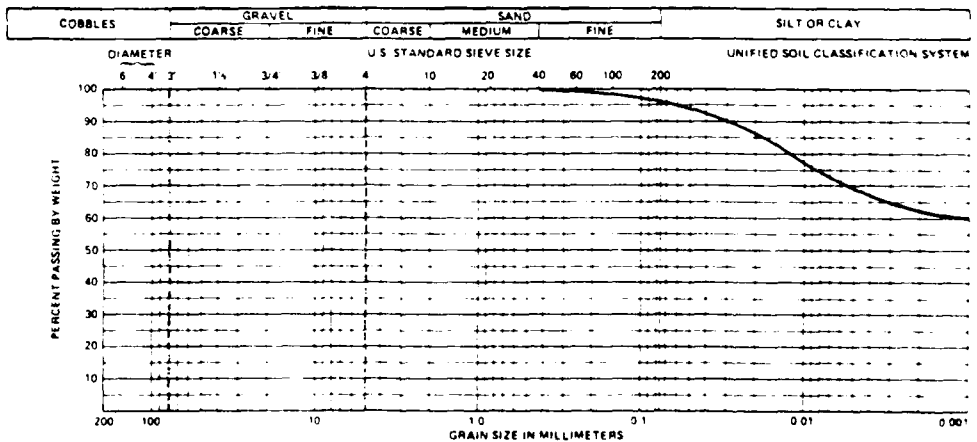 COBBLES GRAVEL SAND SILT OR CLAY
COARSE FINE COARSE MEDIUM FINE
DIAMETER U.S. STANDARD SIEVE SIZE UNIFIED SOIL CLASSIFICATION SYSTEM
6 4" 3" 1½ 3/4 3/8 4 10 20 40 60 100 200
100
90
80
70
60
50
40
30
20
10
PERCENT PASSING BY WEIGHT
200 100 10 1.0 0.1 0.01 0.001
GRAIN SIZE IN MILLIMETERS